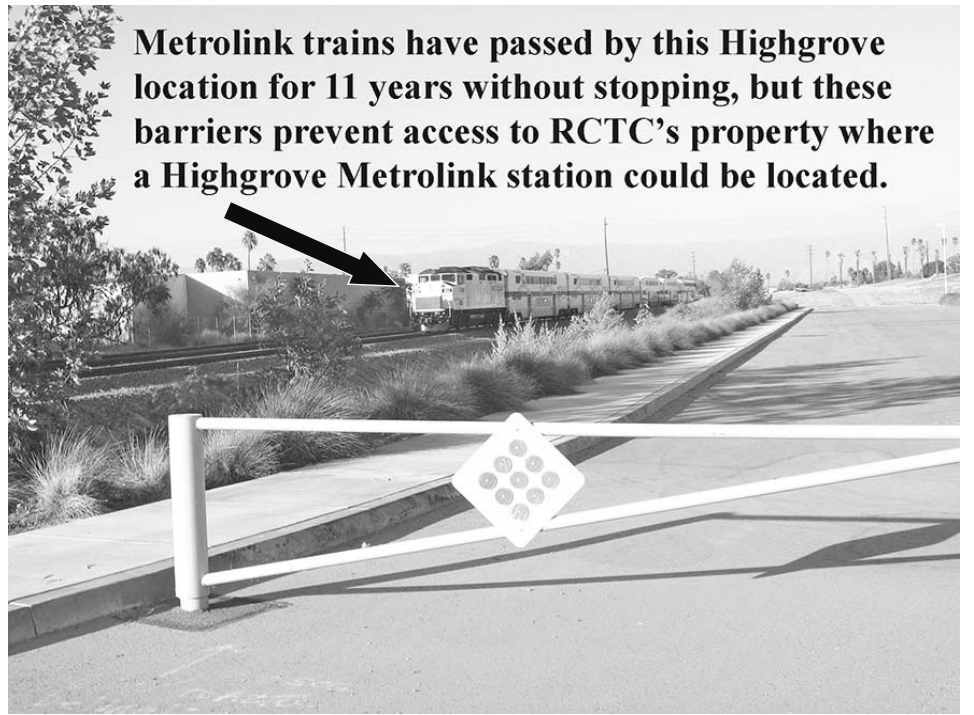 Metrolink trains have passed by this Highgrove
location for 11 years without stopping, but these
barriers prevent access to RCTC’s property where
a Highgrove Metrolink station could be located.